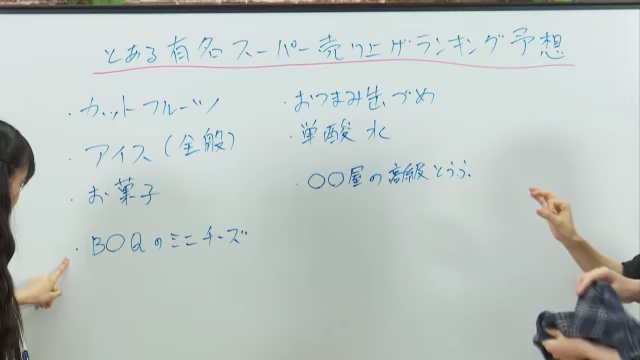 とある有名スーパー売り上げランキング予想
・カットフルーツ
・アイス(全般)
・お菓子
・B〇Qのミニチーズ
・おつまみ缶づめ
・単酸水
・〇〇屋の高級とうふ